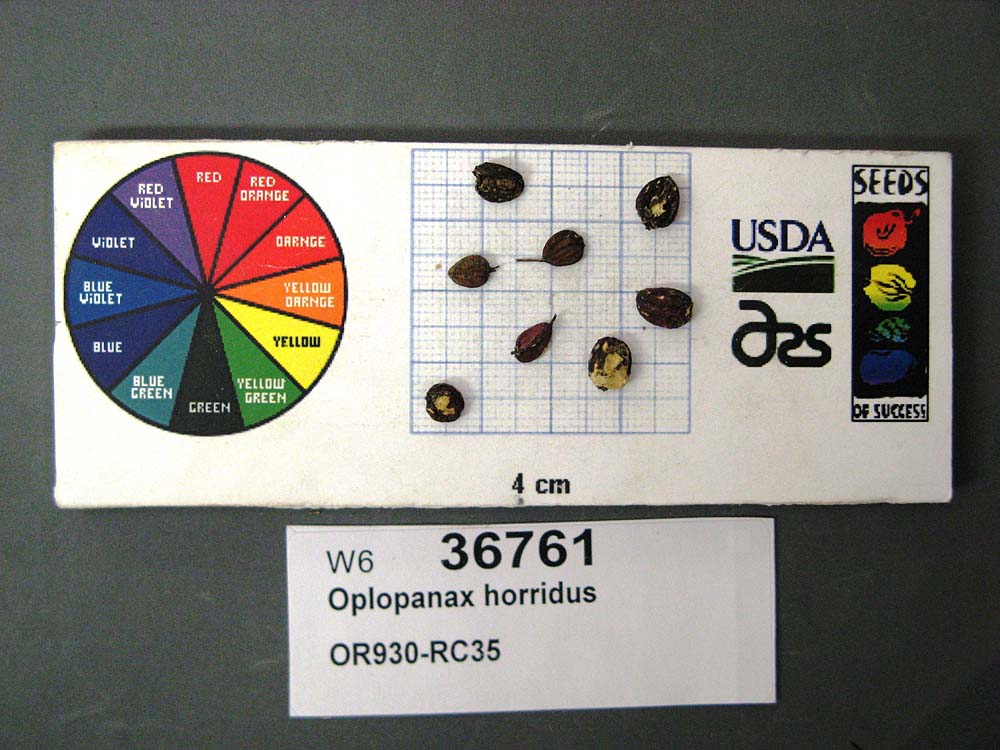 RED
RED
ORANGE
ORANGE
YELLOW
ORANGE
YELLOW
YELLOW
GREEN
GREEN
BLUE
GREEN
BLUE
BLUE
VIOLET
VIOLET
RED
VIOLET
4 cm
USDA
ars
SEEDS
OF SUCCESS
W6 36761
Oplopanax horridus
OR930-RC35